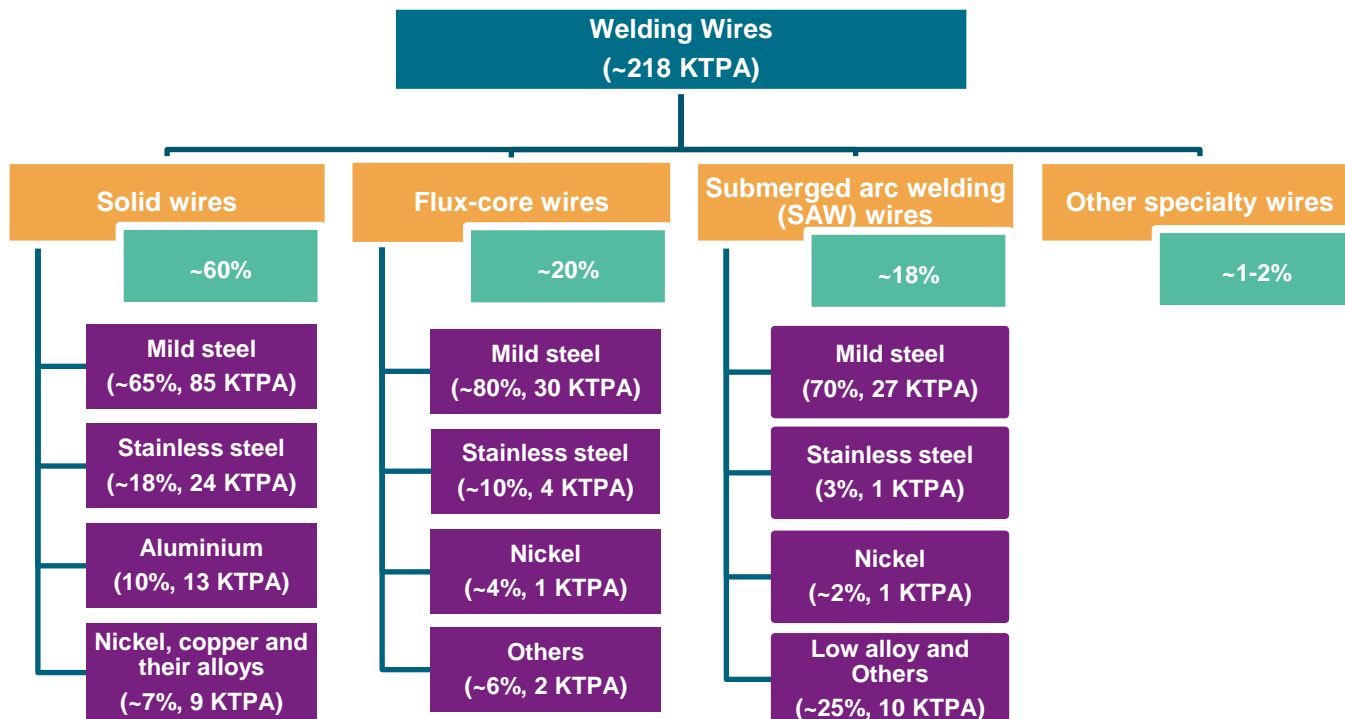 Welding Wires
(~218 KTPA)
Solid wires
~60%
Mild steel
(~65%, 85 KTPA)
Stainless steel
(~18%, 24 KTPA)
Aluminium
(10%, 13 KTPA)
Nickel, copper and
their alloys
(~7%, 9 KTPA)
Flux-core wires
~20%
Mild steel
(~80%, 30 KTPA)
Stainless steel
(~10%, 4 KTPA)
Nickel
(~4%, 1 KTPA)
Others
(~6%, 2 KTPA)
Submerged arc welding
(SAW) wires
~18%
Mild steel
(70%, 27 KTPA)
Stainless steel
(3%, 1 KTPA)
Nickel
(~2%, 1 KTPA)
Low alloy and
Others
(~25%, 10 KTPA)
Other specialty wires
~1-2%